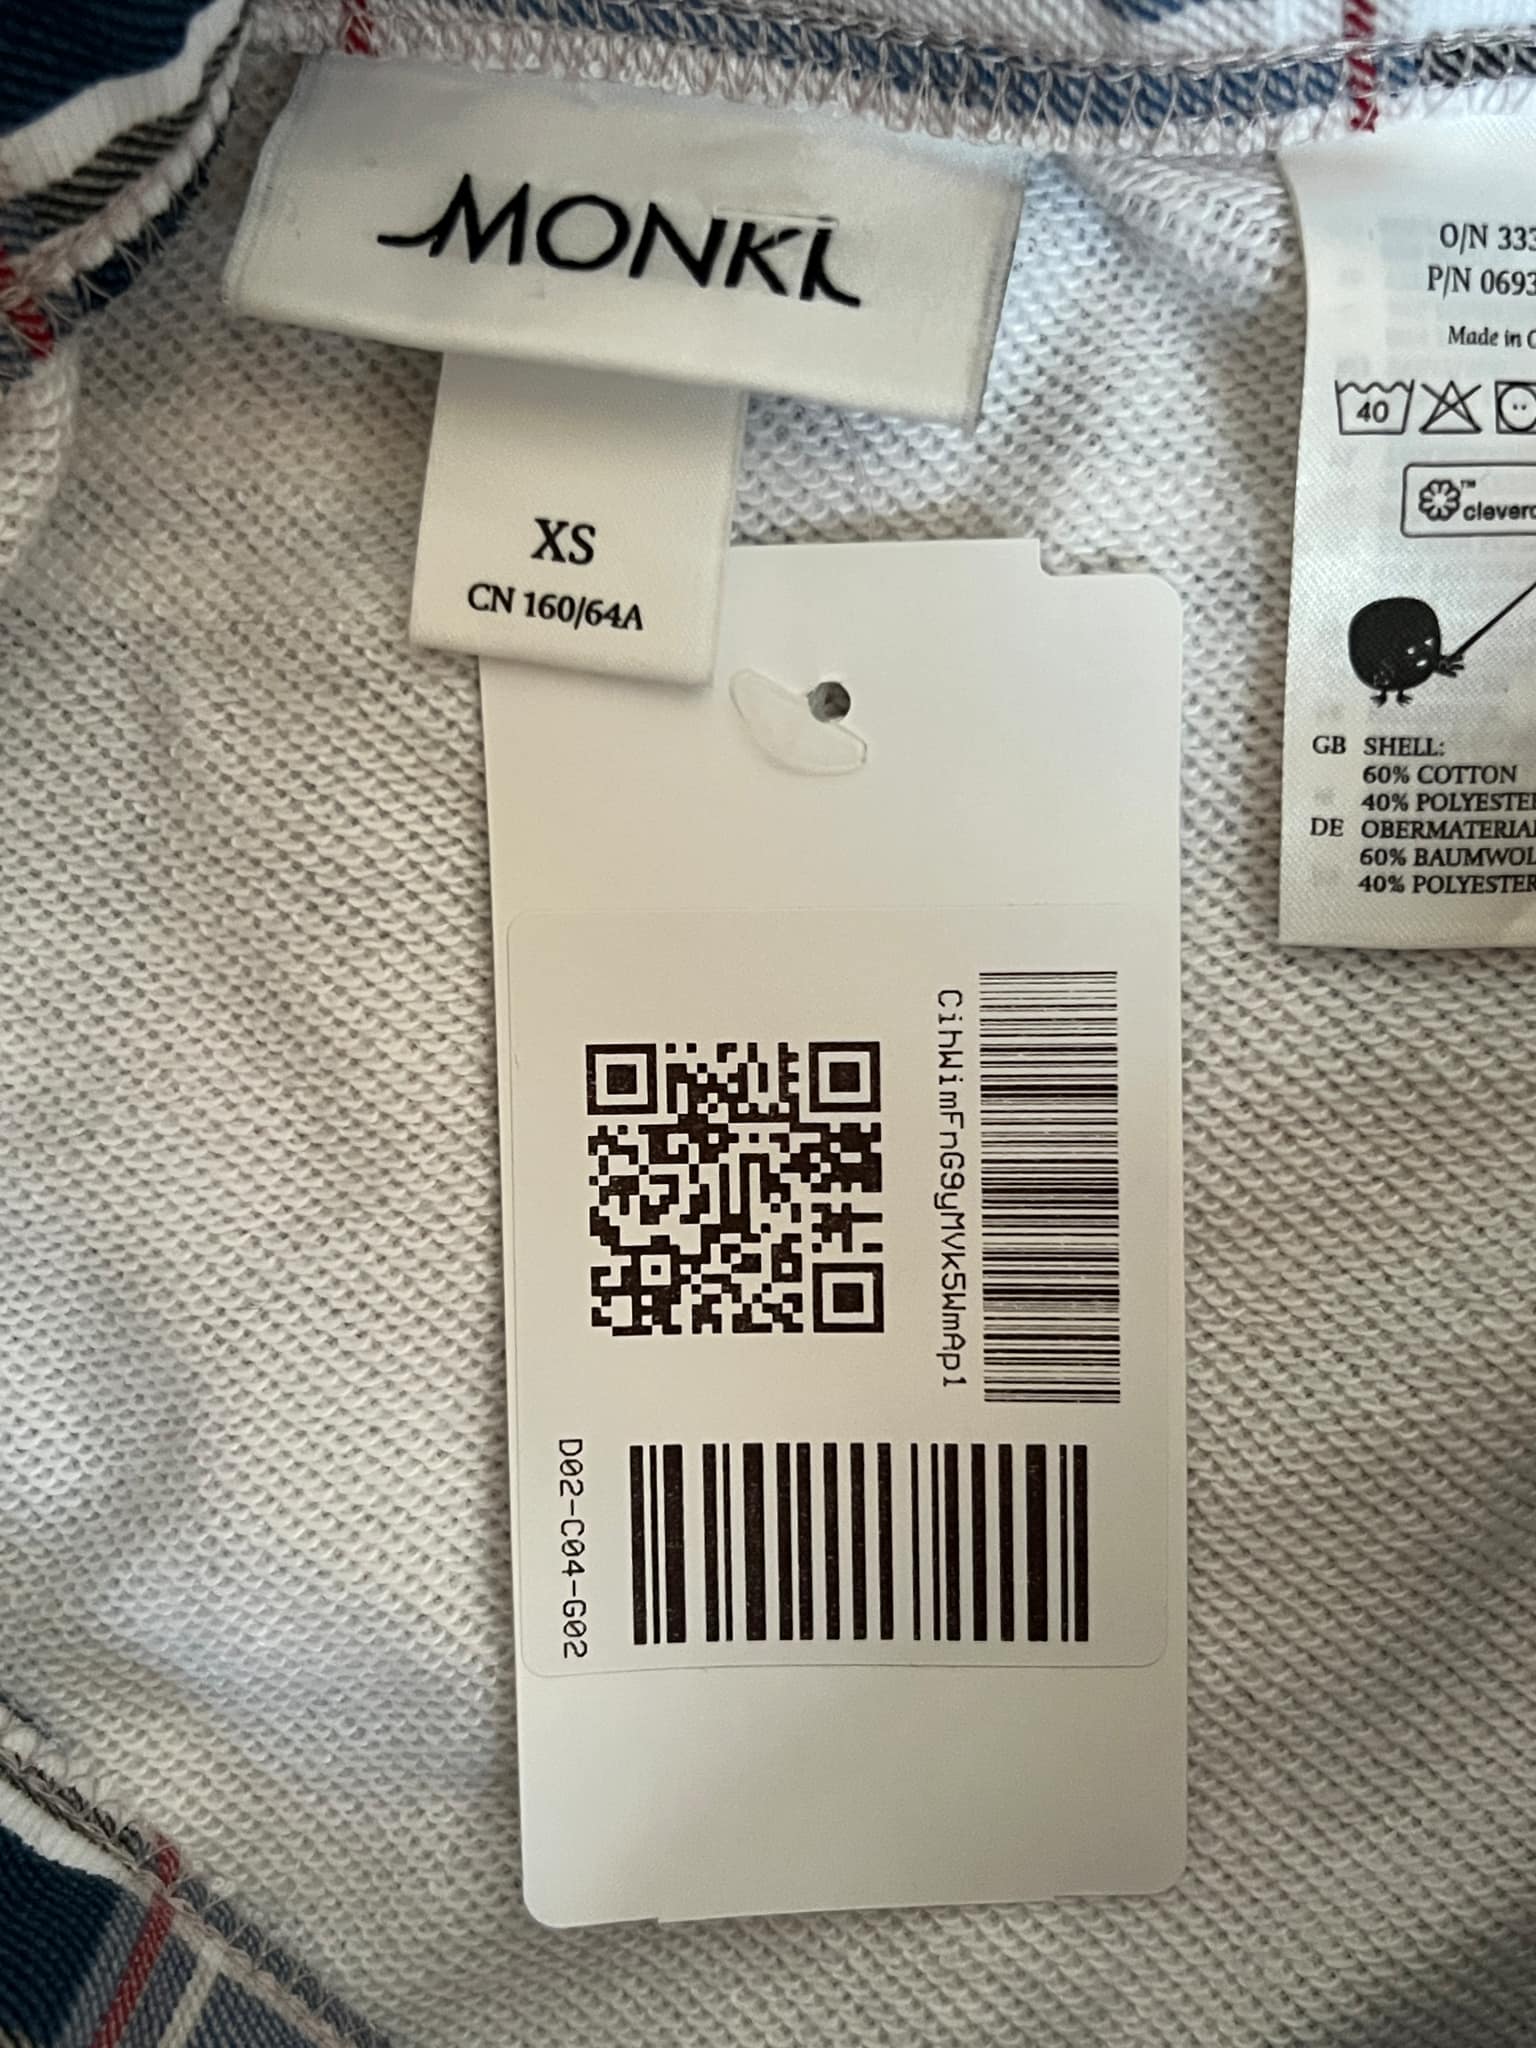 MONKI
XS
CN 160/64A
O/N 333
P/N 0693
Made in
40
™
clever
GB SHELL:
60% COTTON
40% POLYESTER
DE OBERMATERIAL
60% BAUMWOL
40% POLYESTER
CihWimFnG9yMVk5WmAp1
D02-C04-G02